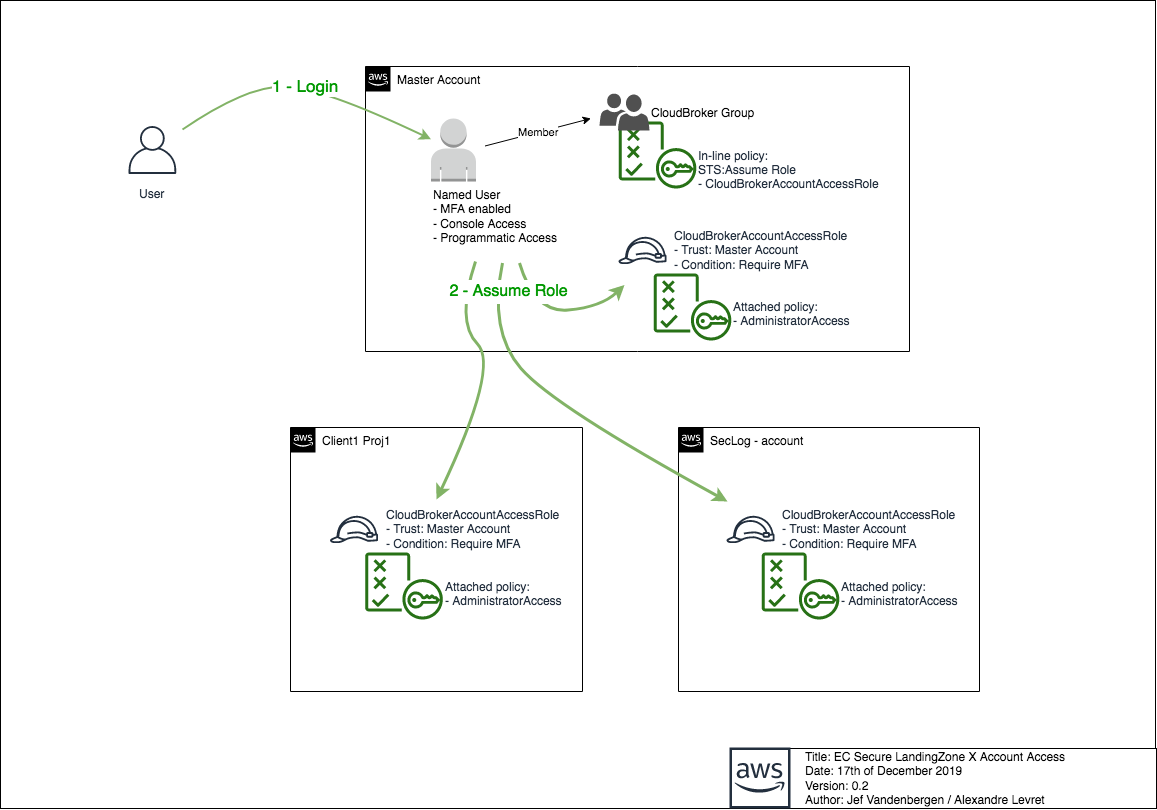 1 - Login
aws
Master Account
User
Member
CloudBroker Group
In-line policy:
STS:Assume Role
- CloudBrokerAccountAccessRole
Named User
- MFA enabled
- Console Access
- Programmatic Access
CloudBrokerAccountAccessRole
- Trust: Master Account
- Condition: Require MFA
2 - Assume Role
Attached policy:
- AdministratorAccess
aws
Client1 Proj1
CloudBrokerAccountAccessRole
- Trust: Master Account
- Condition: Require MFA
Attached policy:
- AdministratorAccess
aws
SecLog - account
CloudBrokerAccountAccessRole
- Trust: Master Account
- Condition: Require MFA
Attached policy:
- AdministratorAccess
aws
Title: EC Secure LandingZone X Account Access
Date: 17th of December 2019
Version: 0.2
Author: Jef Vandenbergen / Alexandre Levret